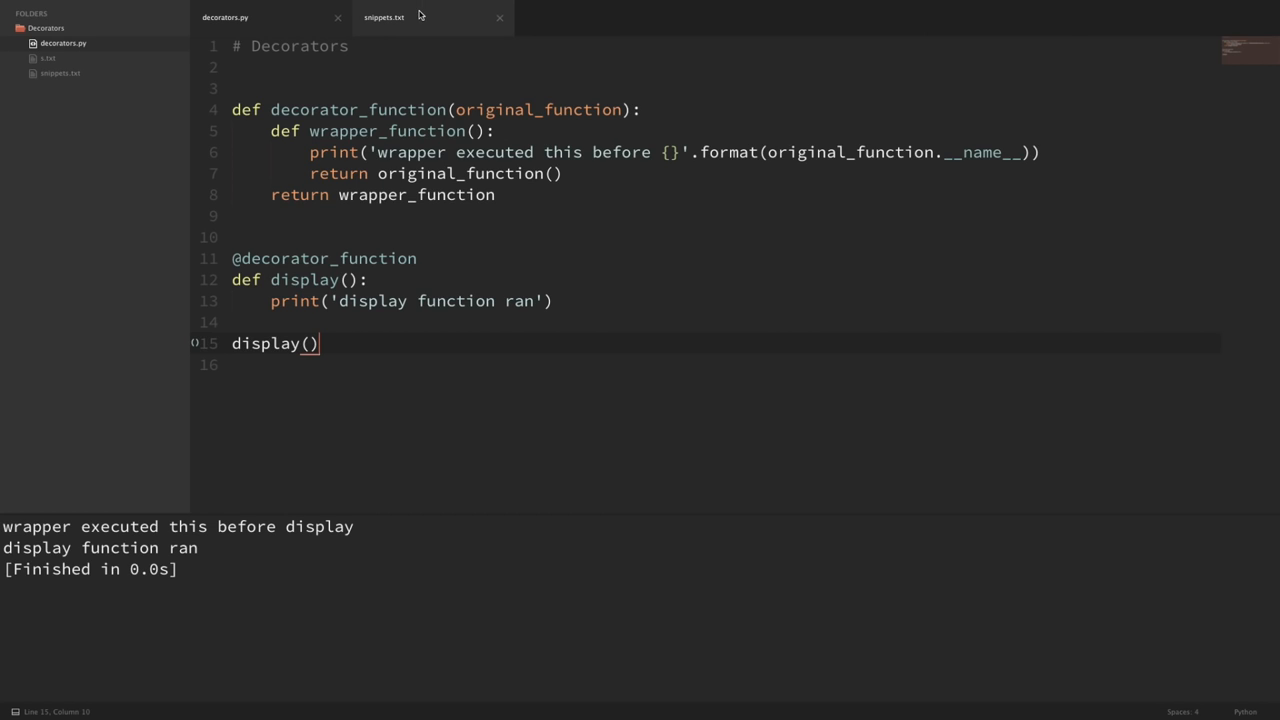 FOLDERS
Decorators
decorators.py
s.txt
snippets.txt
decorators.py ×
snippets.txt ×
1 # Decorators
2
3
4 def decorator_function(original_function):
5     def wrapper_function():
6         print('wrapper executed this before {}'.format(original_function.__name__))
7         return original_function()
8     return wrapper_function
9
10
11 @decorator_function
12 def display():
13     print('display function ran')
14
15 display()
16
wrapper executed this before display
display function ran
[Finished in 0.0s]
Line 15, Column 10
Spaces: 4
Python